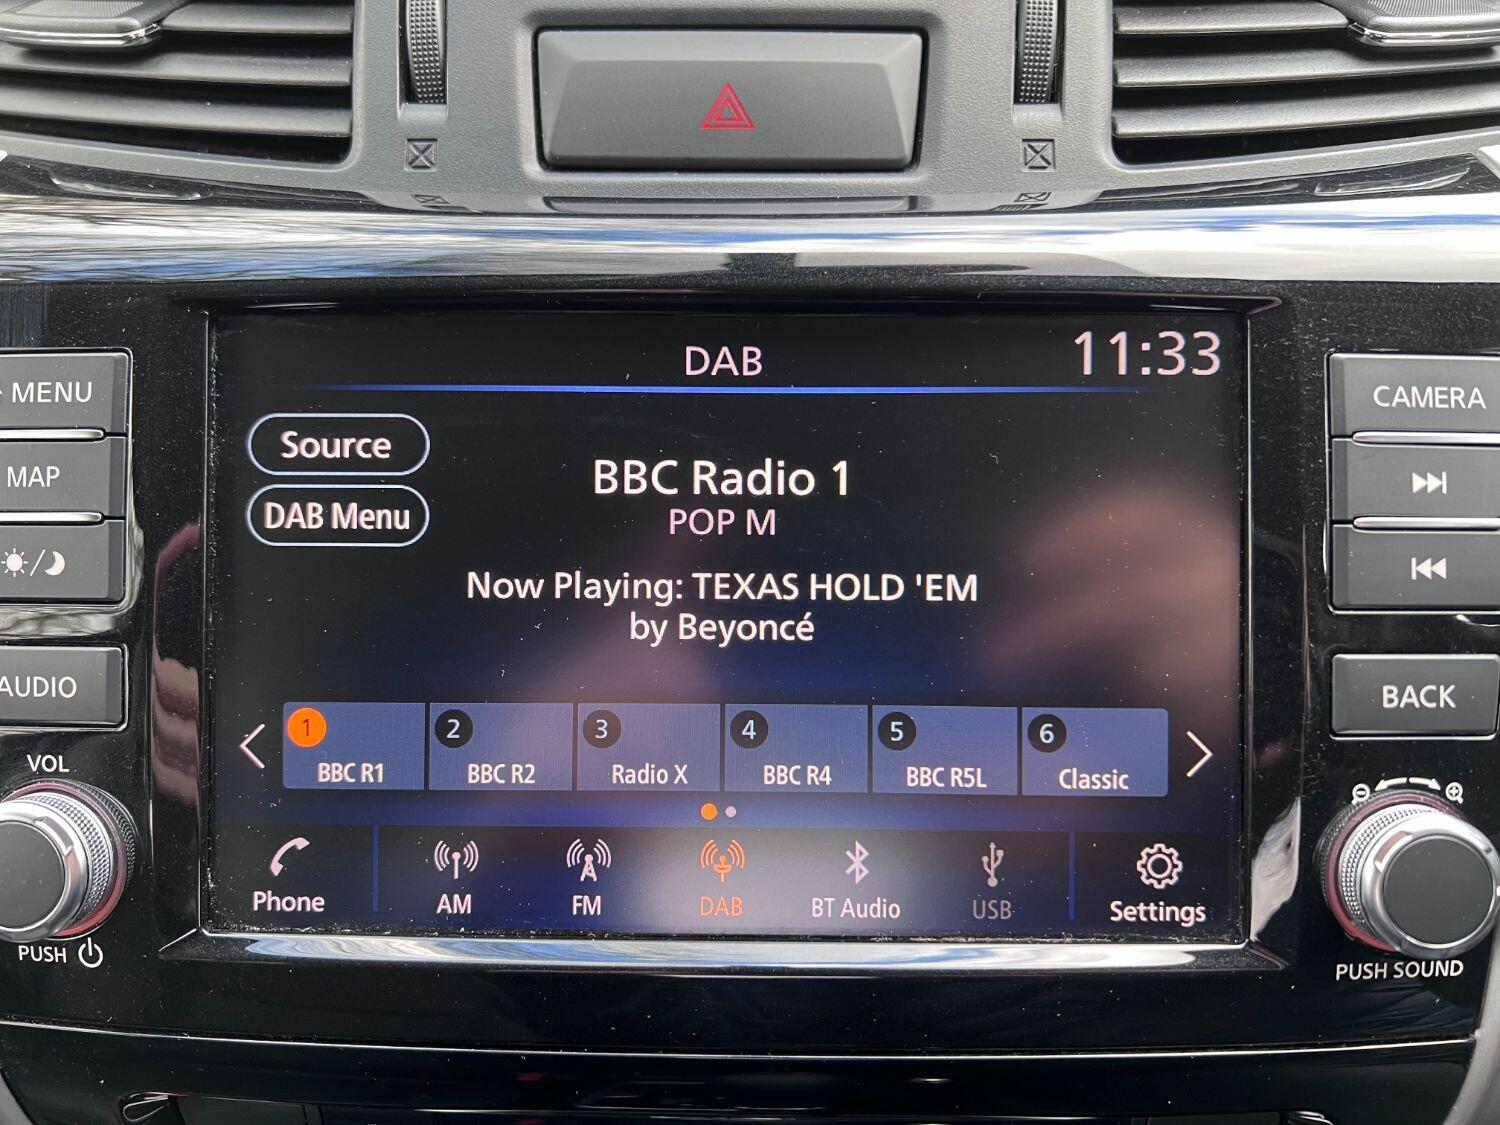 DAB
11:33
MENU
MAP
AUDIO
VOL
PUSH
Source
DAB Menu
BBC Radio 1
POP M
Now Playing: TEXAS HOLD 'EM
by Beyoncé
1 2 3 4 5 6
BBC R1 BBC R2 Radio X BBC R4 BBC R5L Classic
Phone AM FM DAB BT Audio USB Settings
CAMERA
BACK
PUSH SOUND